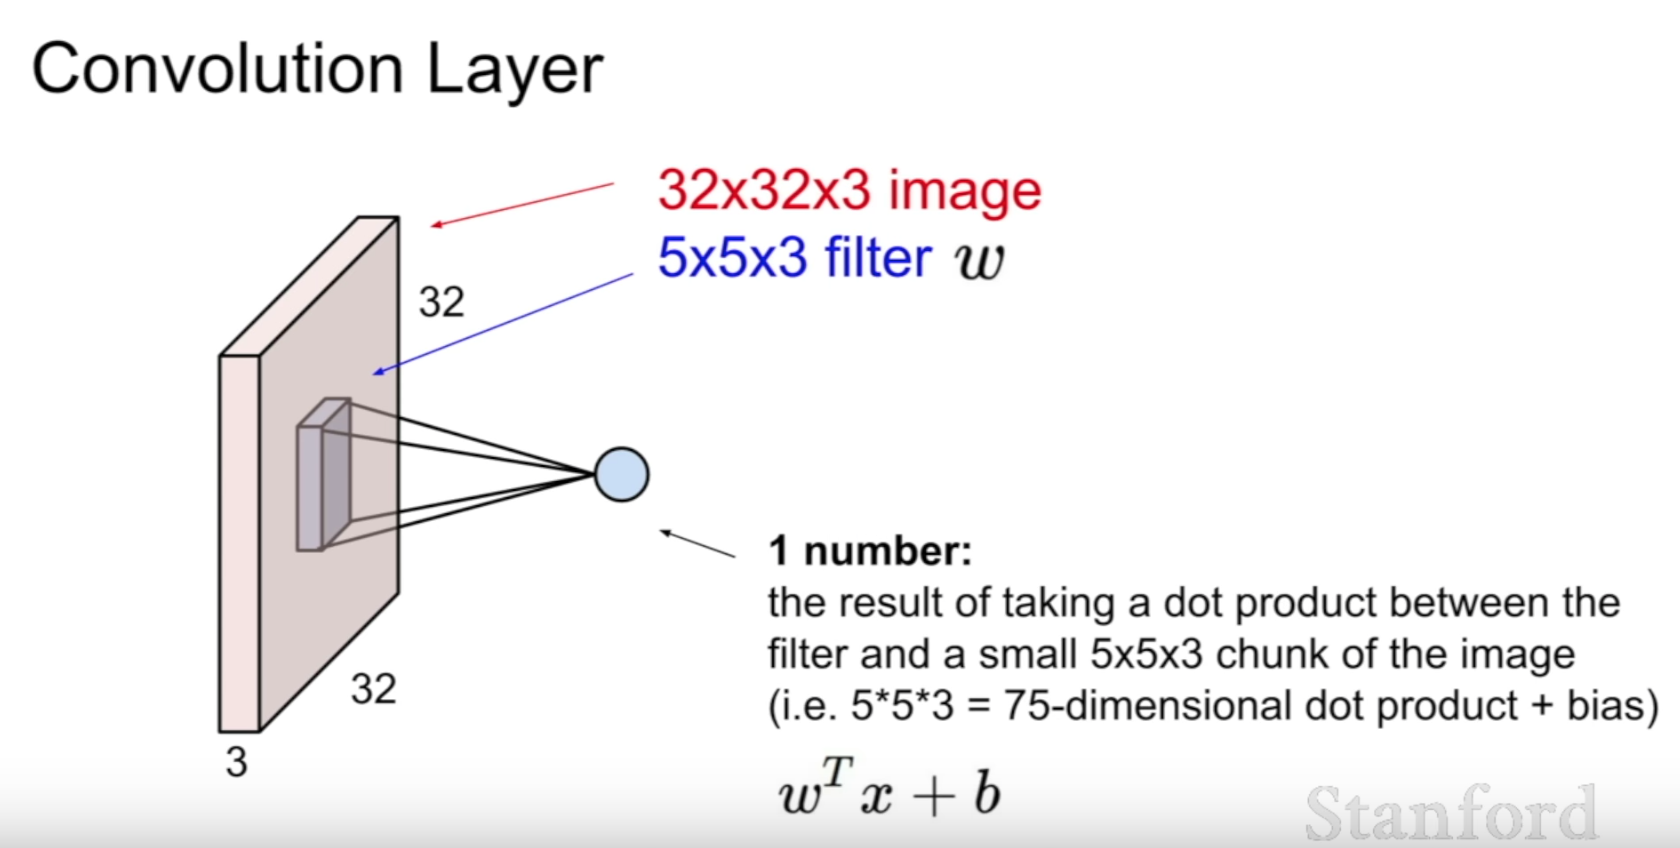 Convolution Layer
32x32x3 image
5x5x3 filter w
32
32
3
1 number:
the result of taking a dot product between the
filter and a small 5x5x3 chunk of the image
(i.e. 5*5*3 = 75-dimensional dot product + bias)
w^T x + b
Stanford